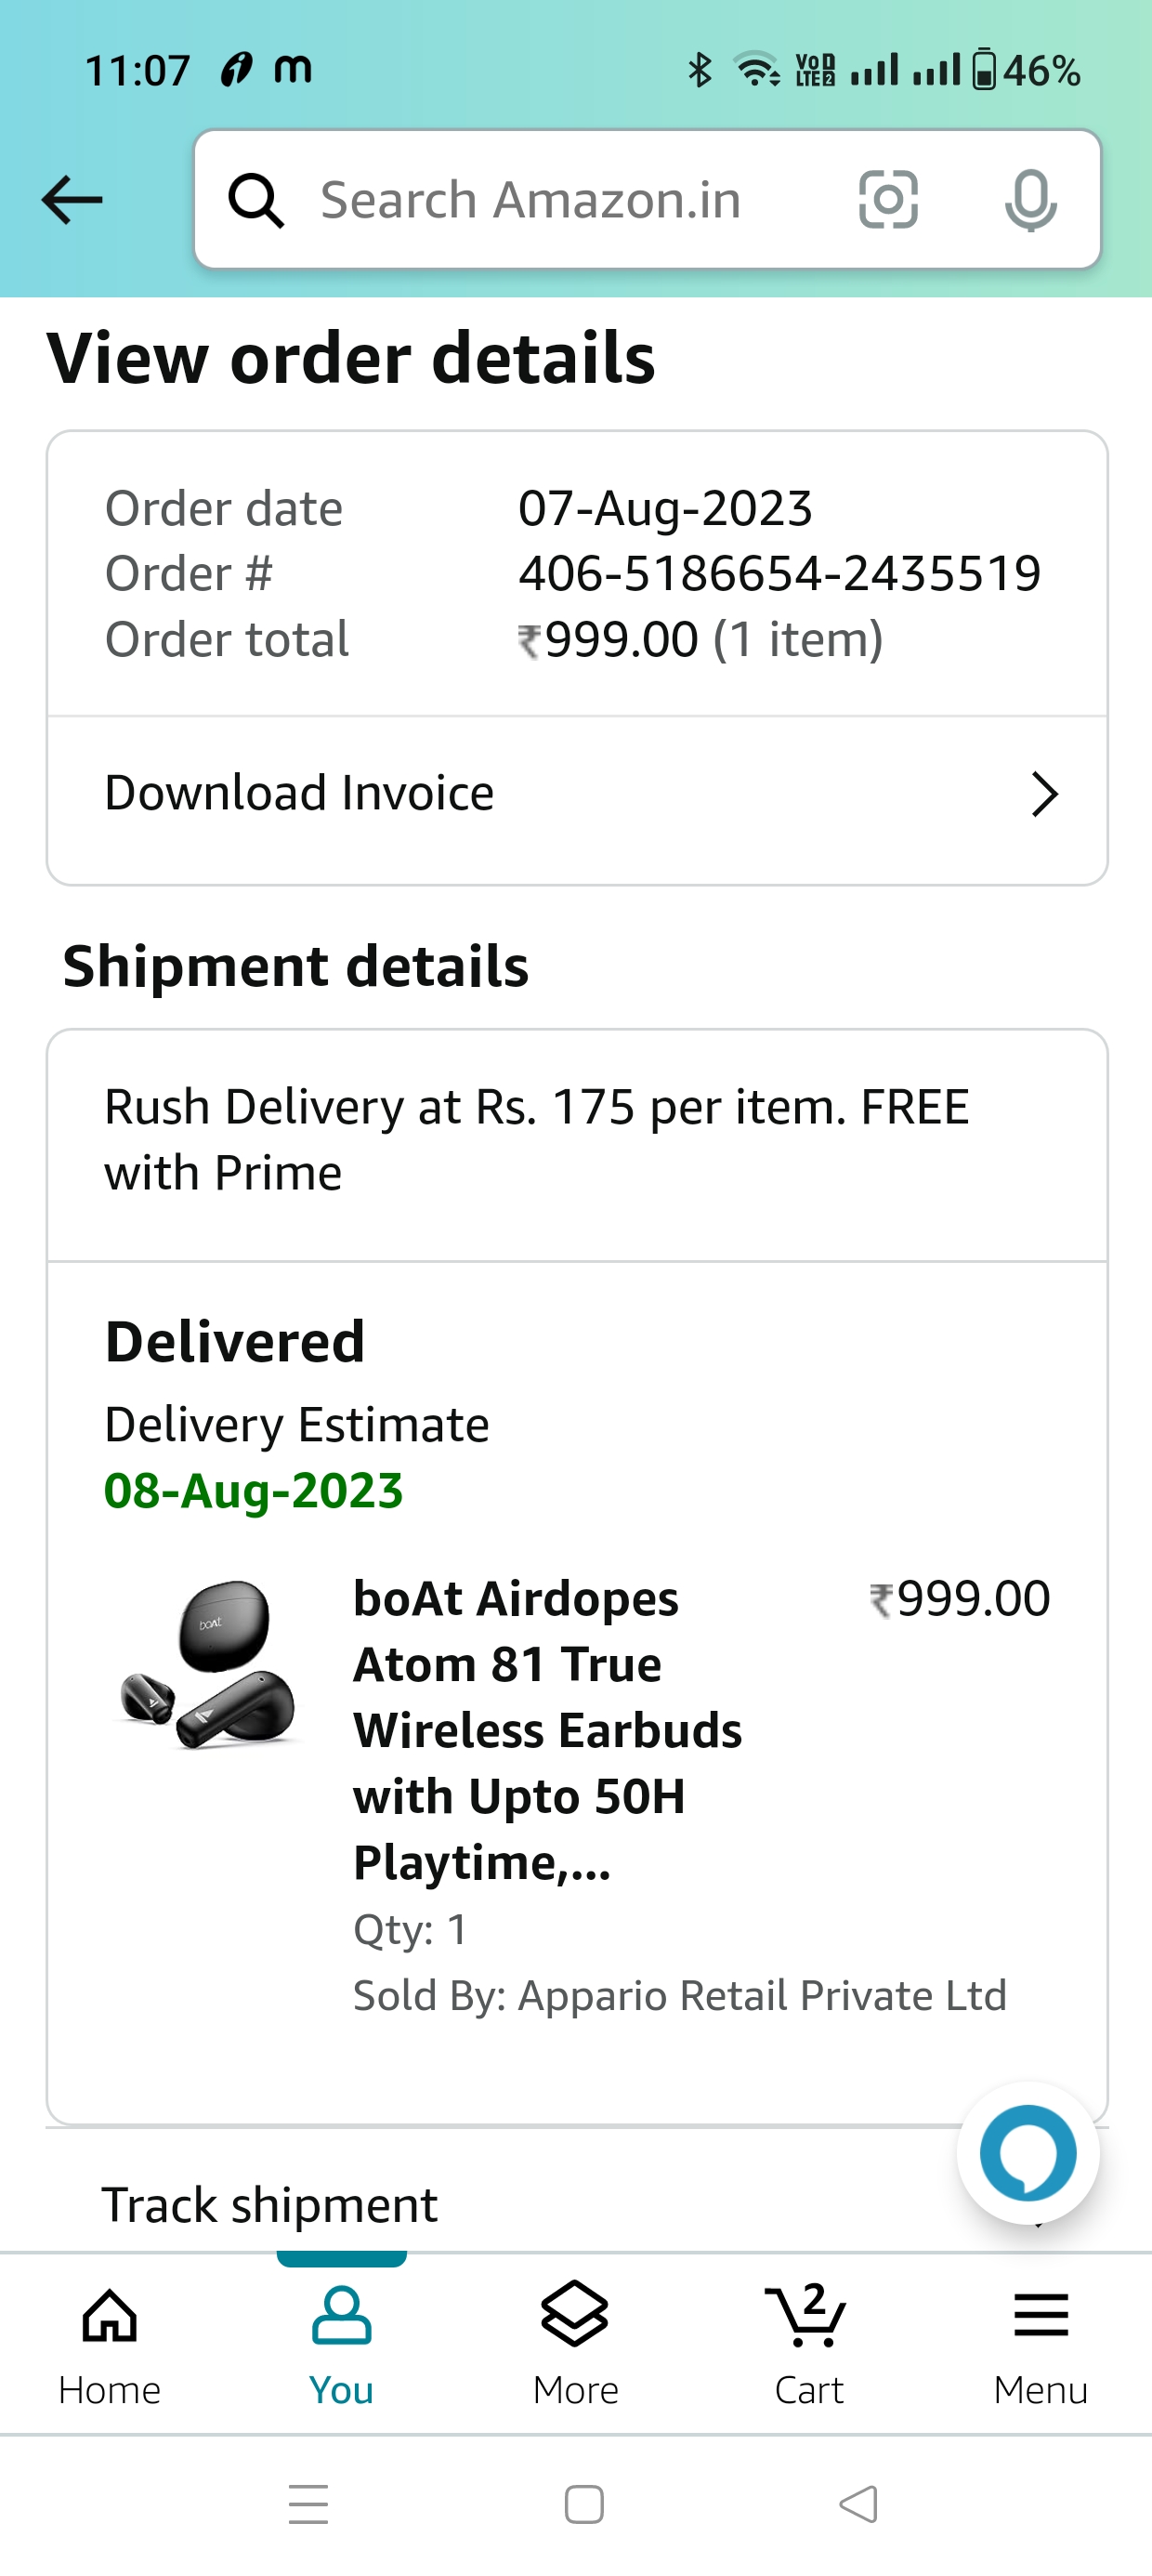 11:07 m VoD LTE2 46%
Search Amazon.in
View order details
Order date 07-Aug-2023
Order # 406-5186654-2435519
Order total ₹999.00 (1 item)
Download Invoice
Shipment details
Rush Delivery at Rs. 175 per item. FREE
with Prime
Delivered
Delivery Estimate
08-Aug-2023
boAt
boAt Airdopes ₹999.00
Atom 81 True
Wireless Earbuds
with Upto 50H
Playtime,...
Qty: 1
Sold By: Appario Retail Private Ltd
Track shipment
2
Home You More Cart Menu